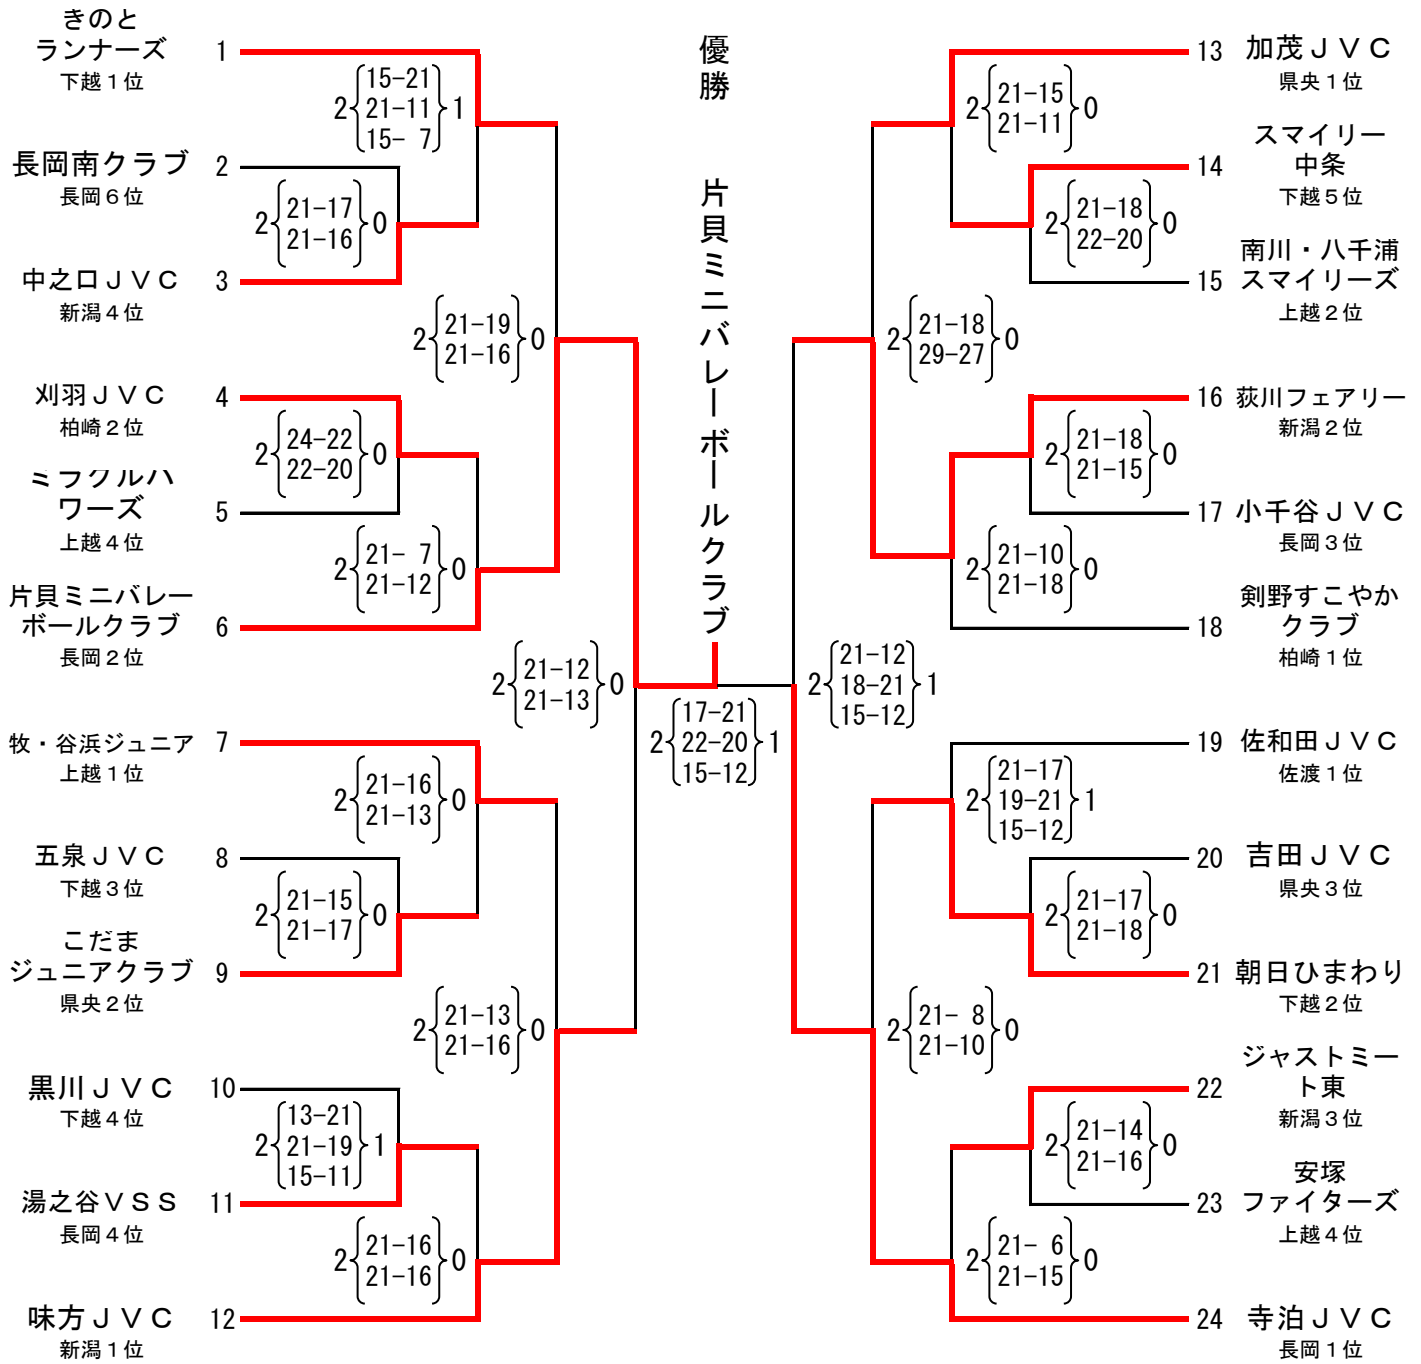 きのと
ランナーズ
1
下越１位
長岡南クラブ
2
長岡６位
中之口ＪＶＣ
3
新潟４位
刈羽ＪＶＣ
4
柏崎２位
ミラクルパ
ワーズ
5
上越４位
片貝ミニバレー
ボールクラブ
6
長岡２位
牧・谷浜ジュニア
7
上越１位
五泉ＪＶＣ
8
下越３位
こだま
ジュニアクラブ
9
県央２位
黒川ＪＶＣ
10
下越４位
湯之谷ＶＳＳ
11
長岡４位
味方ＪＶＣ
12
新潟１位
15−21
2 21−11 1
15− 7
21−17
2 0
21−16
21−19
2 0
21−16
24−22
2 0
22−20
21− 7
2 0
21−12
21−12
2 0
21−13
21−16
2 0
21−13
21−15
2 0
21−17
21−13
2 0
21−16
13−21
2 21−19 1
15−11
21−16
2 0
21−16
優勝
片貝ミニバレーボールクラブ
17−21
2 22−20 1
15−12
21−15
2 0
21−11
21−18
2 0
22−20
21−18
2 0
29−27
21−18
2 0
21−15
21−10
2 0
21−18
21−12
2 18−21 1
15−12
21−17
2 19−21 1
15−12
21−17
2 0
21−18
21− 8
2 0
21−10
21−14
2 0
21−16
21− 6
2 0
21−15
13 加茂ＪＶＣ
県央１位
スマイリー
14 中条
下越５位
南川・八千浦
15 スマイリーズ
上越２位
16 荻川フェアリー
新潟２位
17 小千谷ＪＶＣ
長岡３位
剣野すこやか
18 クラブ
柏崎１位
19 佐和田ＪＶＣ
佐渡１位
20 吉田ＪＶＣ
県央３位
21 朝日ひまわり
下越２位
ジャストミー
22 ト東
新潟３位
安塚
23 ファイターズ
上越４位
24 寺泊ＪＶＣ
長岡１位